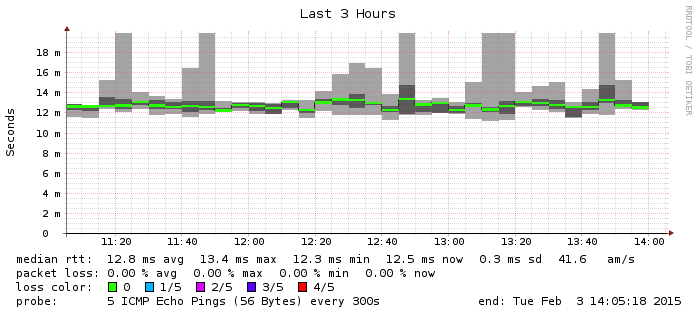 Last 3 Hours
RRDTOOL / TOBI OETIKER
Seconds
18 m
16 m
14 m
12 m
10 m
8 m
6 m
4 m
2 m
0
11:20 11:40 12:00 12:20 12:40 13:00 13:20 13:40 14:00
median rtt: 12.8 ms avg 13.4 ms max 12.3 ms min 12.5 ms now 0.3 ms sd 41.6 am/s
packet loss: 0.00 % avg 0.00 % max 0.00 % min 0.00 % now
loss color: 0 1/5 2/5 3/5 4/5
probe: 5 ICMP Echo Pings (56 Bytes) every 300s end: Tue Feb 3 14:05:18 2015